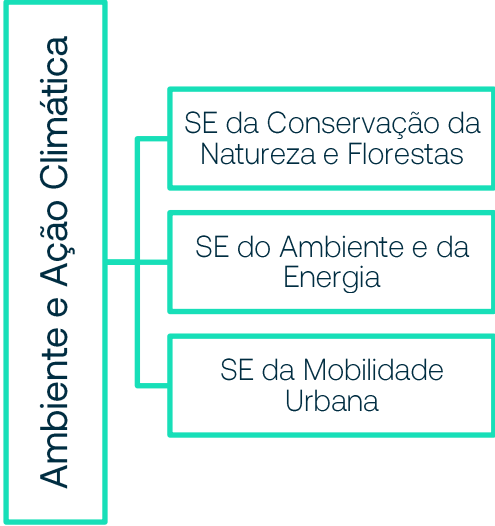 Ambiente e Ação Climática
SE da Conservação da
Natureza e Florestas
SE do Ambiente e da
Energia
SE da Mobilidade
Urbana